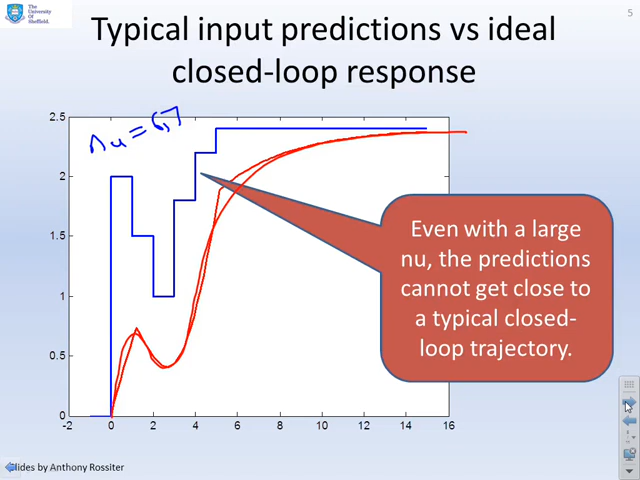 The
University
Of
Sheffield.
5
Typical input predictions vs ideal
closed-loop response
nu = 6,7
2.5
2
1.5
1
0.5
0
-2
0
2
4
6
8
10
12
14
16
Even with a large
nu, the predictions
cannot get close to
a typical closed-
loop trajectory.
Slides by Anthony Rossiter